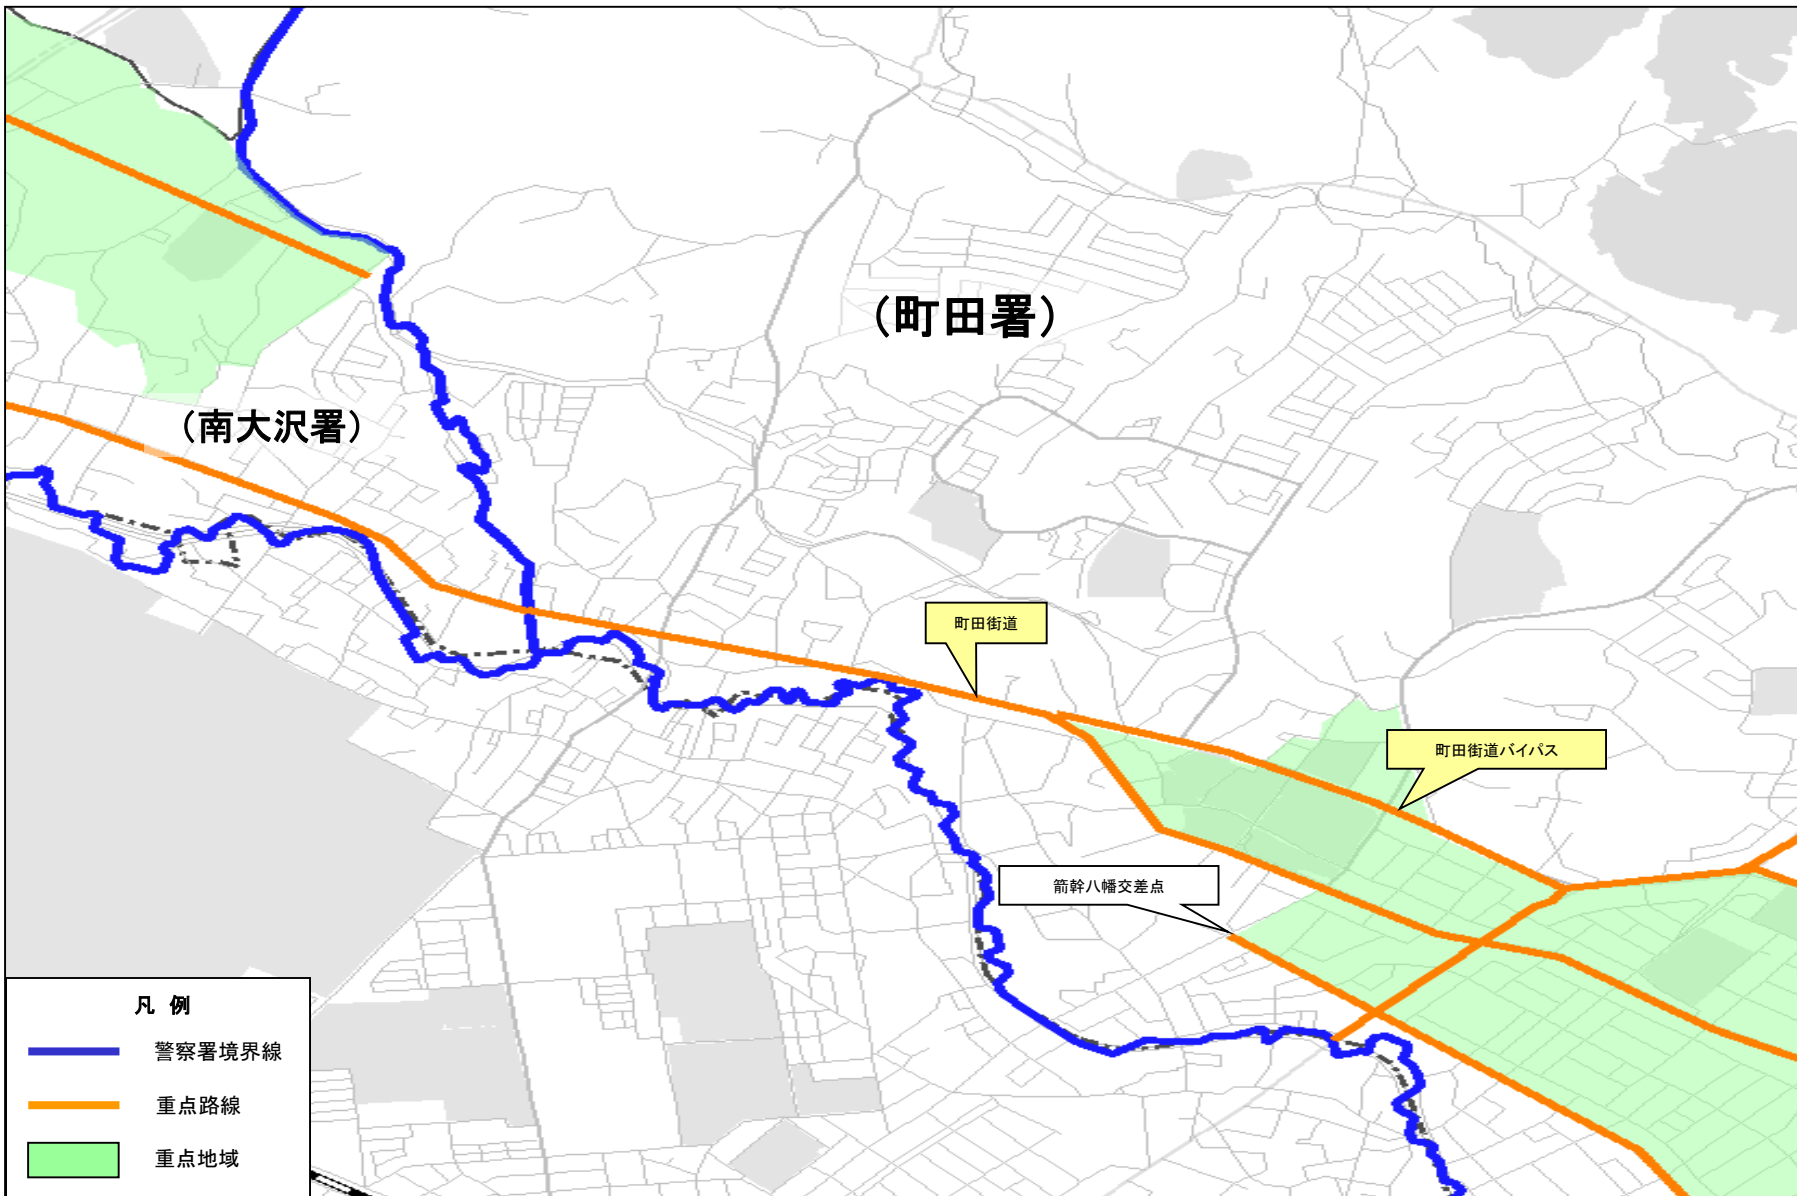 （町田署）
（南大沢署）
町田街道
町田街道バイパス
箭幹八幡交差点
凡 例
警察署境界線
重点路線
重点地域